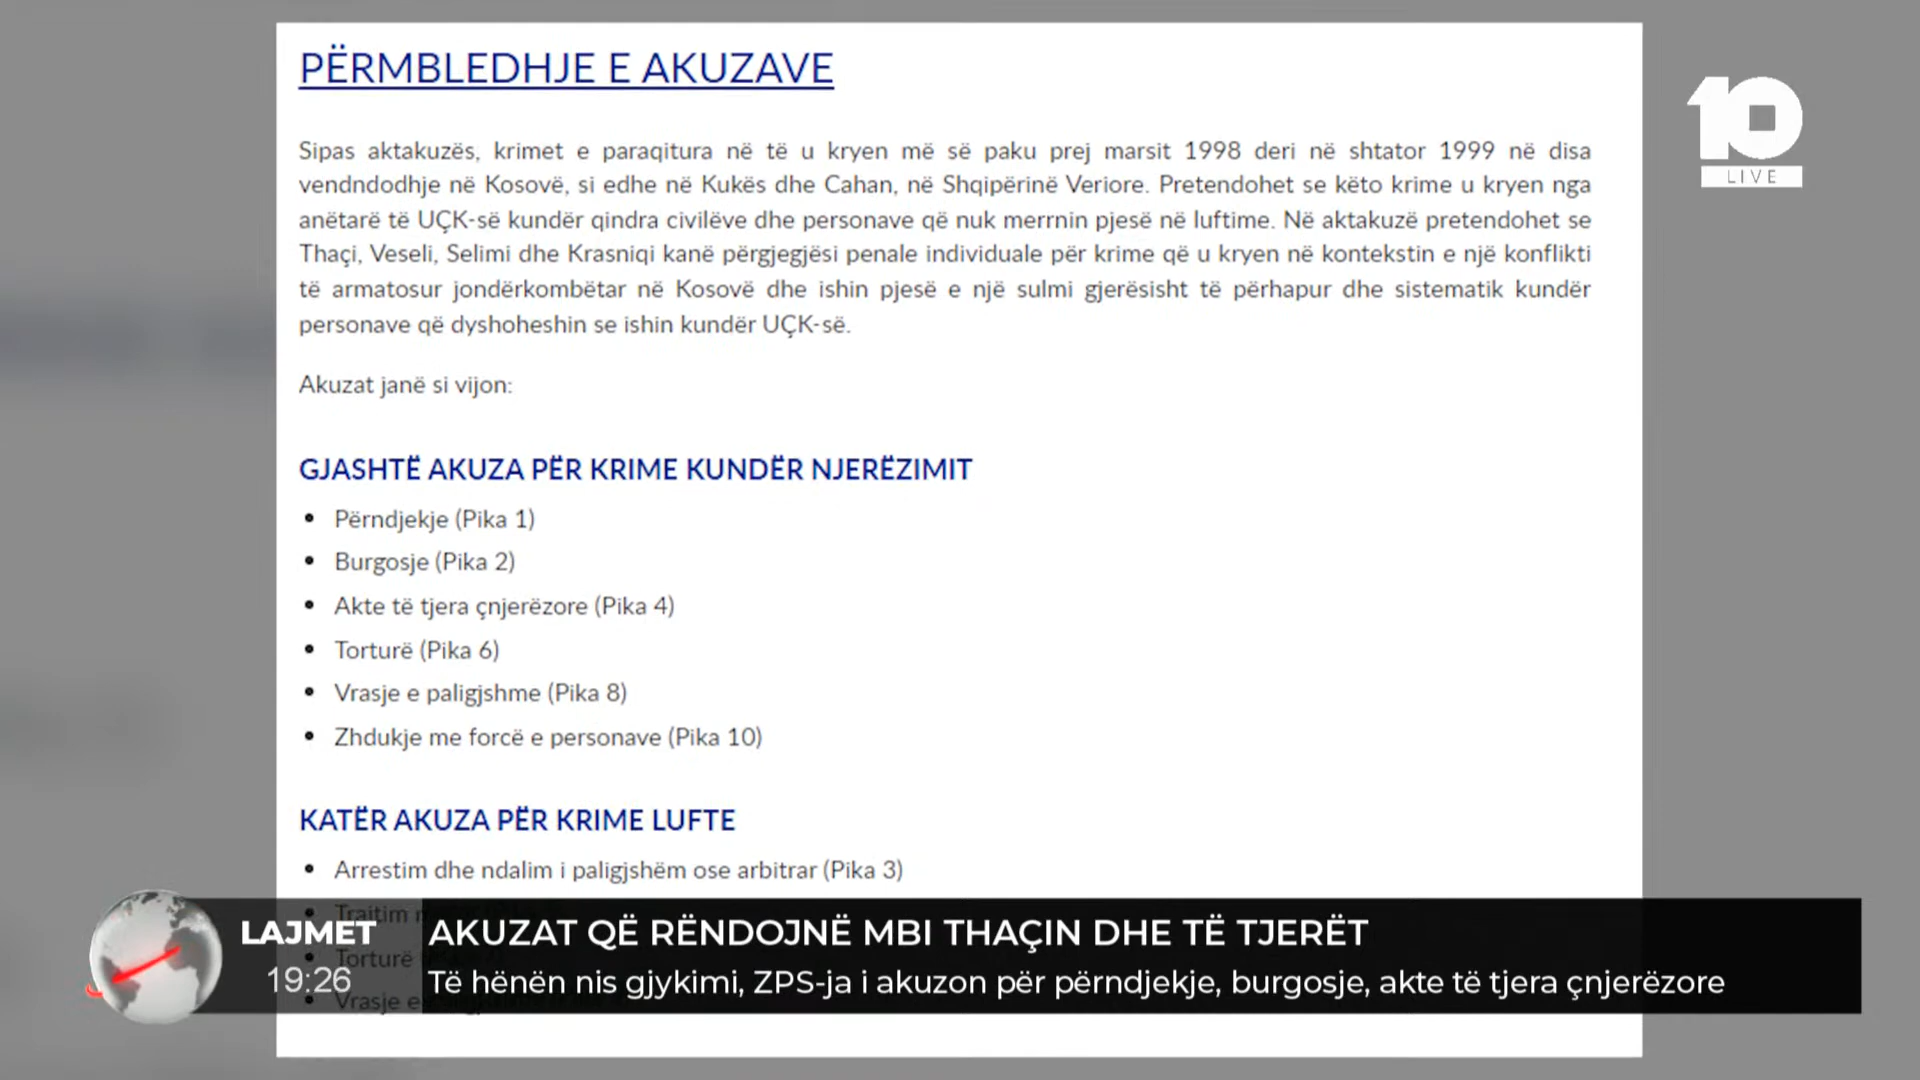 PËRMBLEDHJE E AKUZAVE
Sipas aktakuzës, krimet e paraqitura në të u kryen më së paku prej marsit 1998 deri në shtator 1999 në disa
vendndodhje në Kosovë, si edhe në Kukës dhe Cahan, në Shqipërinë Veriore. Pretendohet se këto krime u kryen nga
anëtarë të UÇK-së kundër qindra civilëve dhe personave që nuk merrnin pjesë në luftime. Në aktakuzë pretendohet se
Thaçi, Veseli, Selimi dhe Krasniqi kanë përgjegjësi penale individuale për krime që u kryen në kontekstin e një konflikti
të armatosur jondërkombëtar në Kosovë dhe ishin pjesë e një sulmi gjerësisht të përhapur dhe sistematik kundër
personave që dyshoheshin se ishin kundër UÇK-së.
Akuzat janë si vijon:
GJASHTË AKUZA PËR KRIME KUNDËR NJERËZIMIT
• Përndjekje (Pika 1)
• Burgosje (Pika 2)
• Akte të tjera çnjerëzore (Pika 4)
• Torturë (Pika 6)
• Vrasje e paligjshme (Pika 8)
• Zhdukje me forcë e personave (Pika 10)
KATËR AKUZA PËR KRIME LUFTE
• Arrestim dhe ndalim i paligjshëm ose arbitrar (Pika 3)
Traitim
Torturë
Vrasje e
10
LIVE
LAJMET
19:26
AKUZAT QË RËNDOJNË MBI THAÇIN DHE TË TJERËT
Të hënën nis gjykimi, ZPS-ja i akuzon për përndjekje, burgosje, akte të tjera çnjerëzore